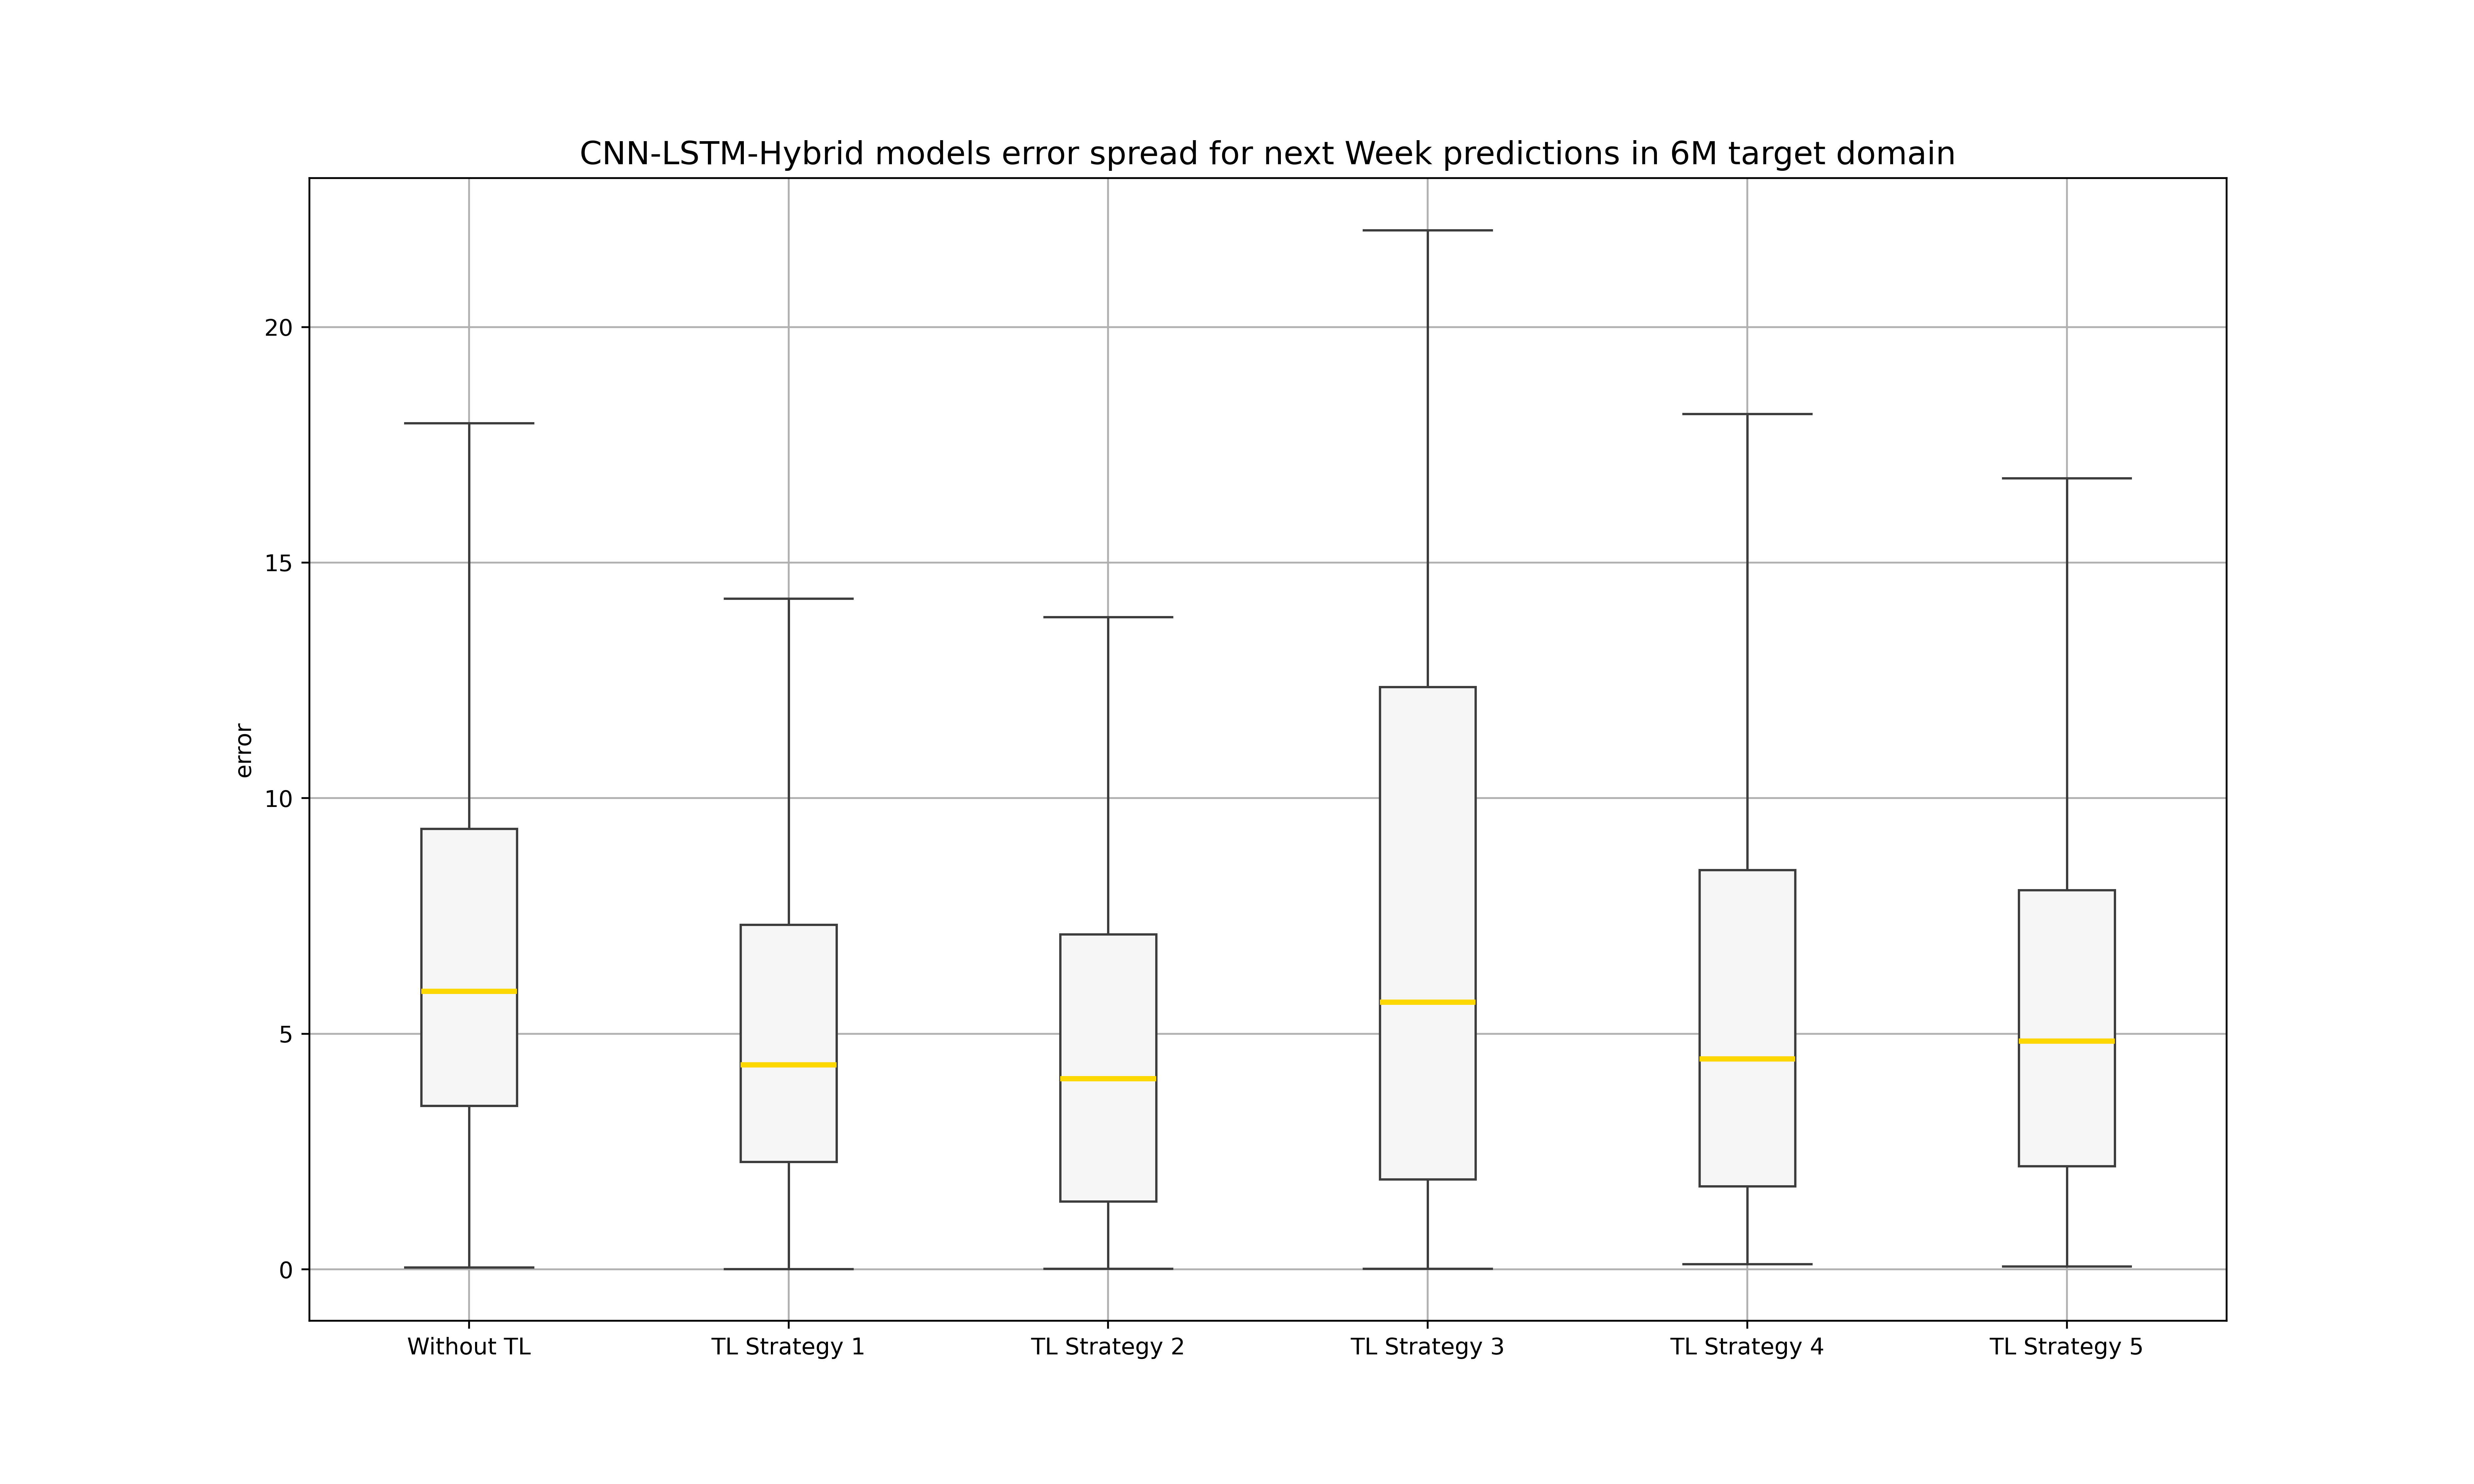 CNN-LSTM-Hybrid models error spread for next Week predictions in 6M target domain
error
20
15
10
5
0
Without TL TL Strategy 1 TL Strategy 2 TL Strategy 3 TL Strategy 4 TL Strategy 5